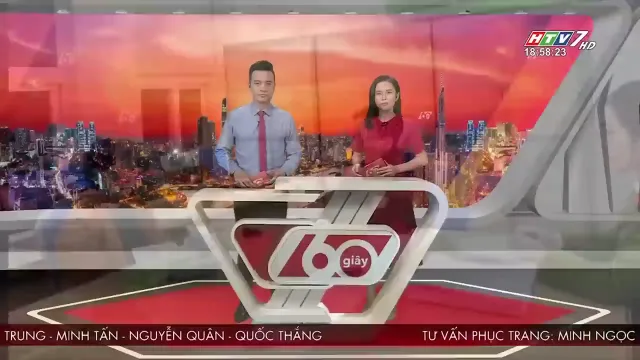 HTV7 HD
18:58:23
60 giây
TRUNG - MINH TẤN - NGUYỄN QUÂN - QUỐC THẮNG TƯ VẤN PHỤC TRANG: MINH NGỌC